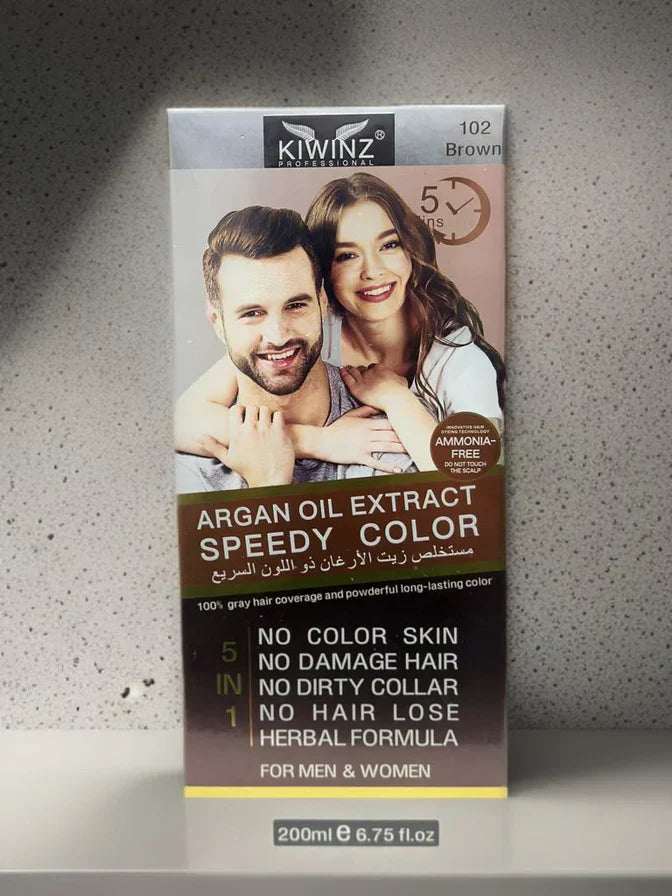 KIWINZ®
PROFESSIONAL
102
Brown
5
ins
INNOVATIVE HAIR
DYEING TECHNOLOGY
AMMONIA-
FREE
DO NOT TOUCH
THE SCALP
ARGAN OIL EXTRACT
SPEEDY COLOR
مستخلص زيت الأرغان ذو اللون السريع
100% gray hair coverage and powderful long-lasting color
5
IN
1
NO COLOR SKIN
NO DAMAGE HAIR
NO DIRTY COLLAR
NO HAIR LOSE
HERBAL FORMULA
FOR MEN & WOMEN
200ml e 6.75 fl.oz